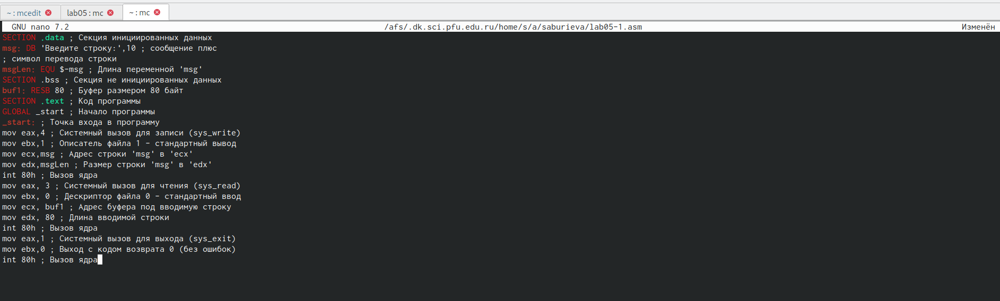 ~ : mcedit
lab05 : mc
~ : mc
GNU nano 7.2 /afs/.dk.sci.pfu.edu.ru/home/s/a/saburieva/lab05-1.asm Изменён
SECTION .data ; Секция инициированных данных
msg: DB 'Введите строку:',10 ; сообщение плюс
; символ перевода строки
msgLen: EQU $-msg ; Длина переменной 'msg'
SECTION .bss ; Секция не инициированных данных
buf1: RESB 80 ; Буфер размером 80 байт
SECTION .text ; Код программы
GLOBAL _start ; Начало программы
_start: ; Точка входа в программу
mov eax,4 ; Системный вызов для записи (sys_write)
mov ebx,1 ; Описатель файла 1 - стандартный вывод
mov ecx,msg ; Адрес строки 'msg' в 'ecx'
mov edx,msgLen ; Размер строки 'msg' в 'edx'
int 80h ; Вызов ядра
mov eax, 3 ; Системный вызов для чтения (sys_read)
mov ebx, 0 ; Дескриптор файла 0 - стандартный ввод
mov ecx, buf1 ; Адрес буфера под вводимую строку
mov edx, 80 ; Длина вводимой строки
int 80h ; Вызов ядра
mov eax,1 ; Системный вызов для выхода (sys_exit)
mov ebx,0 ; Выход с кодом возврата 0 (без ошибок)
int 80h ; Вызов ядра